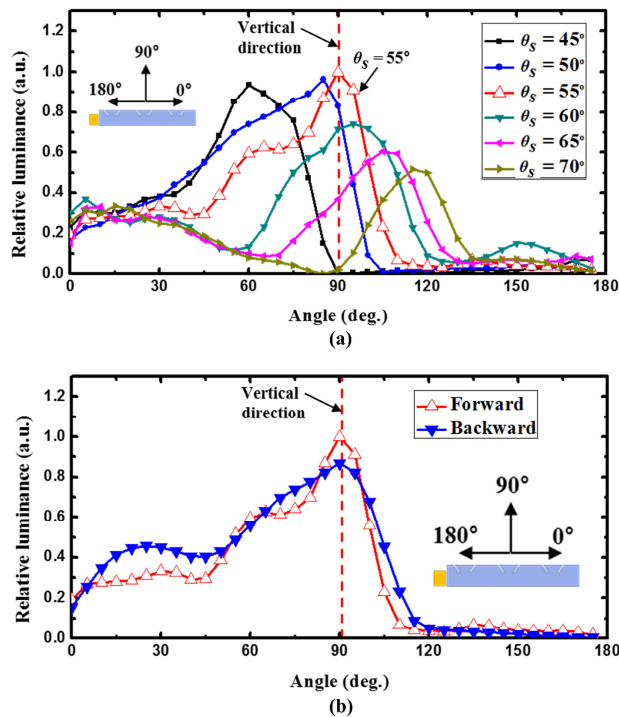 Vertical
direction
θs = 55°
90°
180°
0°
θs = 45°
θs = 50°
θs = 55°
θs = 60°
θs = 65°
θs = 70°
Relative luminance (a.u.)
1.2
1.0
0.8
0.6
0.4
0.2
0.0
0 30 60 90 120 150 180
Angle (deg.)
(a)
Vertical
direction
Forward
Backward
90°
180°
0°
Relative luminance (a.u.)
1.2
1.0
0.8
0.6
0.4
0.2
0.0
0 30 60 90 120 150 180
Angle (deg.)
(b)